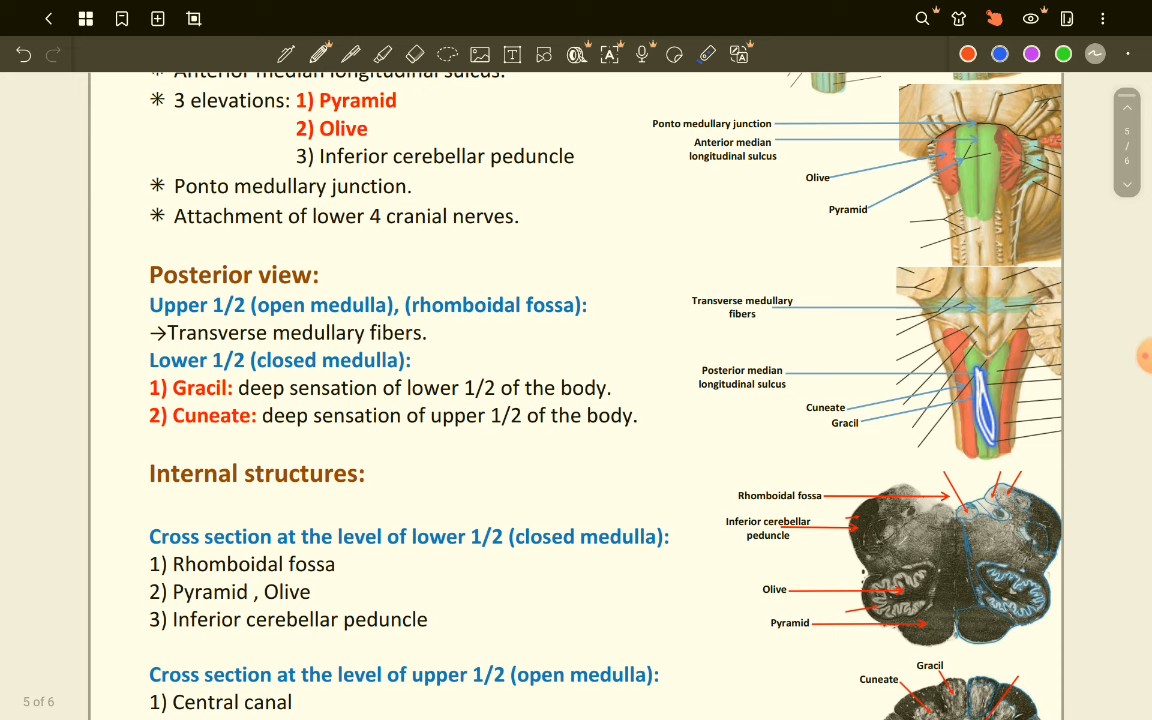 Anterior median longitudinal sulcus.
✳ 3 elevations: 1) Pyramid
2) Olive
3) Inferior cerebellar peduncle
✳ Ponto medullary junction.
✳ Attachment of lower 4 cranial nerves.
Ponto medullary junction
Anterior median
longitudinal sulcus
Olive
Pyramid
5
/
6
Posterior view:
Upper 1/2 (open medulla), (rhomboidal fossa):
→Transverse medullary fibers.
Lower 1/2 (closed medulla):
1) Gracil: deep sensation of lower 1/2 of the body.
2) Cuneate: deep sensation of upper 1/2 of the body.
Transverse medullary
fibers
Posterior median
longitudinal sulcus
Cuneate
Gracil
Internal structures:
Cross section at the level of lower 1/2 (closed medulla):
1) Rhomboidal fossa
2) Pyramid , Olive
3) Inferior cerebellar peduncle
Rhomboidal fossa
Inferior cerebellar
peduncle
Olive
Pyramid
Cross section at the level of upper 1/2 (open medulla):
1) Central canal
Gracil
Cuneate
5 of 6